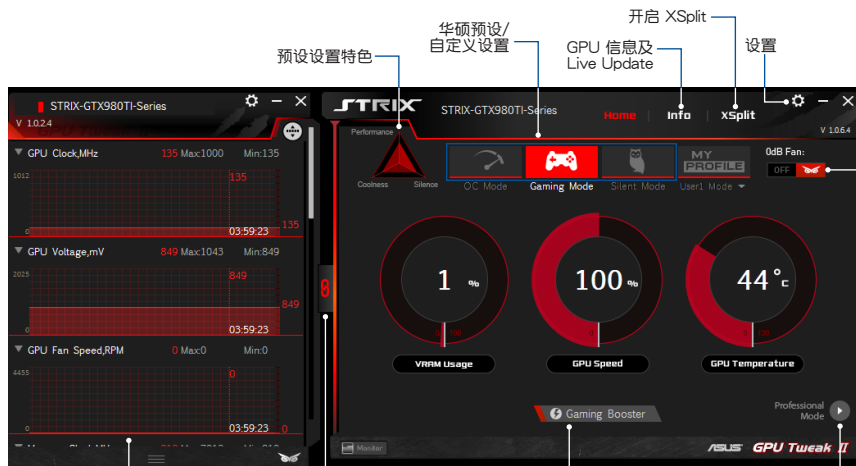 开启 XSplit
华硕预设/
自定义设置
预设设置特色
GPU 信息及
Live Update
设置
STRIX-GTX980TI-Series
V 1.0.2.4
GPU Clock,MHz 135 Max:1000 Min:135
1012
135
135
0
03:59:23
GPU Voltage,mV 849 Max:1043 Min:849
2025
849
849
0
03:59:23
GPU Fan Speed,RPM 0 Max:0 Min:0
4455
0
0
03:59:23
0
STRIX
STRIX-GTX980TI-Series
Home | Info | XSplit
V 1.0.6.4
Performance
Coolness Silence
OC Mode
Gaming Mode
Silent Mode
MY
PROFILE
User1 Mode
0dB Fan:
OFF
1 %
0 100
VRAM Usage
100 %
GPU Speed
44°c
GPU Temperature
Gaming Booster
Professional
Mode
Monitor
ASUS GPU Tweak II